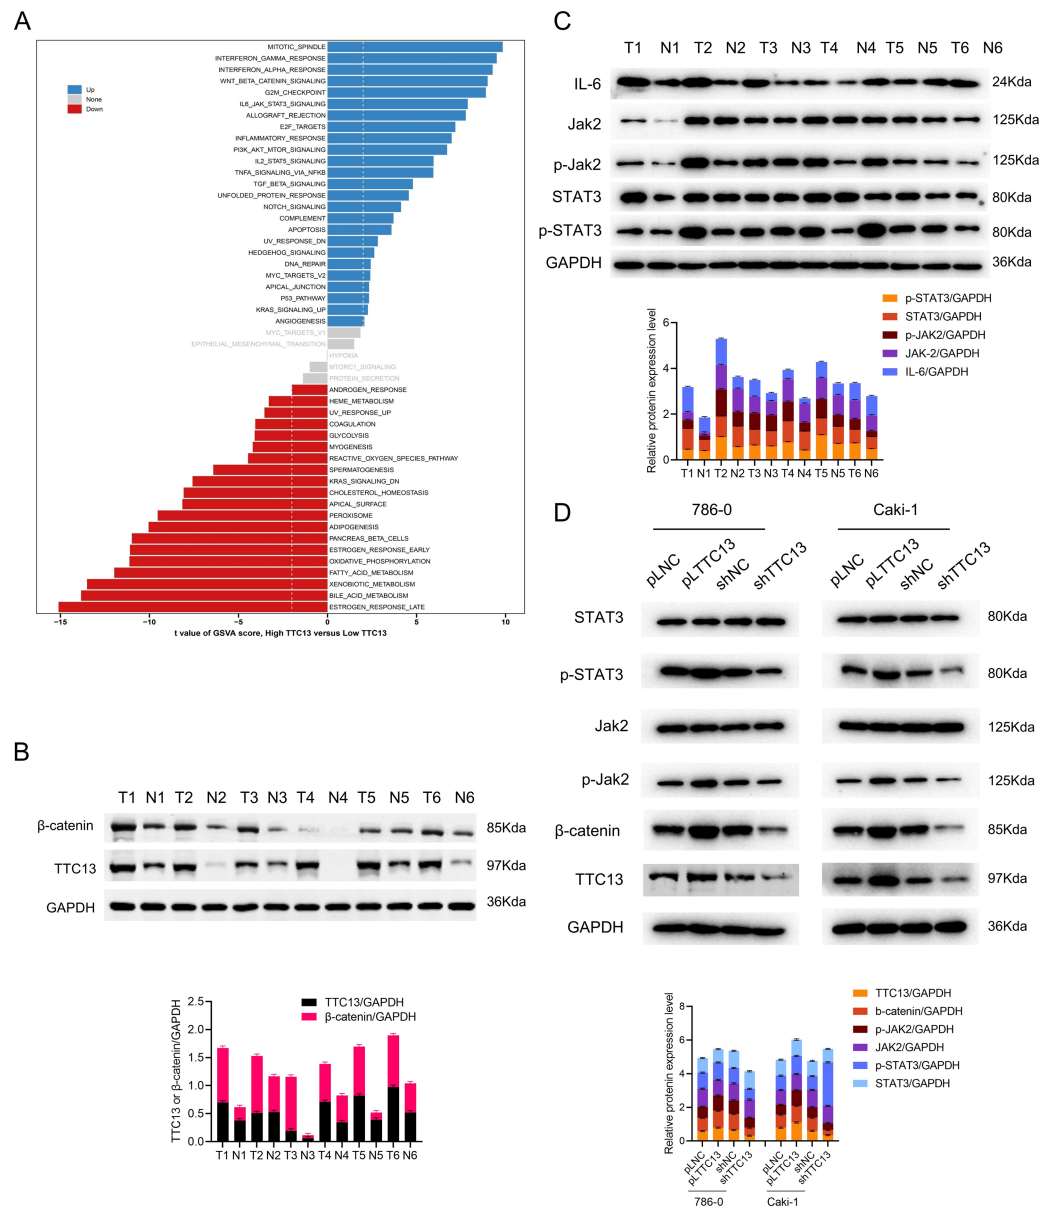 A
Up
None
Down
MITOTIC_SPINDLE
INTERFERON_GAMMA_RESPONSE
INTERFERON_ALPHA_RESPONSE
WNT_BETA_CATENIN_SIGNALING
G2M_CHECKPOINT
IL6_JAK_STAT3_SIGNALING
ALLOGRAFT_REJECTION
E2F_TARGETS
INFLAMMATORY_RESPONSE
PI3K_AKT_MTOR_SIGNALING
IL2_STAT5_SIGNALING
TNFA_SIGNALING_VIA_NFKB
TGF_BETA_SIGNALING
UNFOLDED_PROTEIN_RESPONSE
NOTCH_SIGNALING
COMPLEMENT
APOPTOSIS
UV_RESPONSE_DN
HEDGEHOG_SIGNALING
DNA_REPAIR
MYC_TARGETS_V2
APICAL_JUNCTION
P53_PATHWAY
KRAS_SIGNALING_UP
ANGIOGENESIS
MYC_TARGETS_V1
EPITHELIAL_MESENCHYMAL_TRANSITION
HYPOXIA
MTORC1_SIGNALING
PROTEIN_SECRETION
ANDROGEN_RESPONSE
HEME_METABOLISM
UV_RESPONSE_UP
COAGULATION
GLYCOLYSIS
MYOGENESIS
REACTIVE_OXYGEN_SPECIES_PATHWAY
SPERMATOGENESIS
KRAS_SIGNALING_DN
CHOLESTEROL_HOMEOSTASIS
APICAL_SURFACE
PEROXISOME
ADIPOGENESIS
PANCREAS_BETA_CELLS
ESTROGEN_RESPONSE_EARLY
OXIDATIVE_PHOSPHORYLATION
FATTY_ACID_METABOLISM
XENOBIOTIC_METABOLISM
BILE_ACID_METABOLISM
ESTROGEN_RESPONSE_LATE
−15 −10 −5 0 5 10
t value of GSVA score, High TTC13 versus Low TTC13
B
T1 N1 T2 N2 T3 N3 T4 N4 T5 N5 T6 N6
β-catenin 85Kda
TTC13 97Kda
GAPDH 36Kda
TTC13/GAPDH
β-catenin/GAPDH
TTC13 or β-catenin/GAPDH
2.5
2.0
1.5
1.0
0.5
0.0
T1 N1 T2 N2 T3 N3 T4 N4 T5 N5 T6 N6
C
T1 N1 T2 N2 T3 N3 T4 N4 T5 N5 T6 N6
IL-6 24Kda
Jak2 125Kda
p-Jak2 125Kda
STAT3 80Kda
p-STAT3 80Kda
GAPDH 36Kda
p-STAT3/GAPDH
STAT3/GAPDH
p-JAK2/GAPDH
JAK-2/GAPDH
IL-6/GAPDH
Relative protenin expression level
6
4
2
0
T1 N1 T2 N2 T3 N3 T4 N4 T5 N5 T6 N6
D
786-0 Caki-1
pLNC pLTTC13 shNC shTTC13 pLNC pLTTC13 shNC shTTC13
STAT3 80Kda
p-STAT3 80Kda
Jak2 125Kda
p-Jak2 125Kda
β-catenin 85Kda
TTC13 97Kda
GAPDH 36Kda
TTC13/GAPDH
b-catenin/GAPDH
p-JAK2/GAPDH
JAK2/GAPDH
p-STAT3/GAPDH
STAT3/GAPDH
Relative protenin expression level
8
6
4
2
0
pLNC pLTTC13 shNC shTTC13 pLNC pLTTC13 shNC shTTC13
786-0 Caki-1